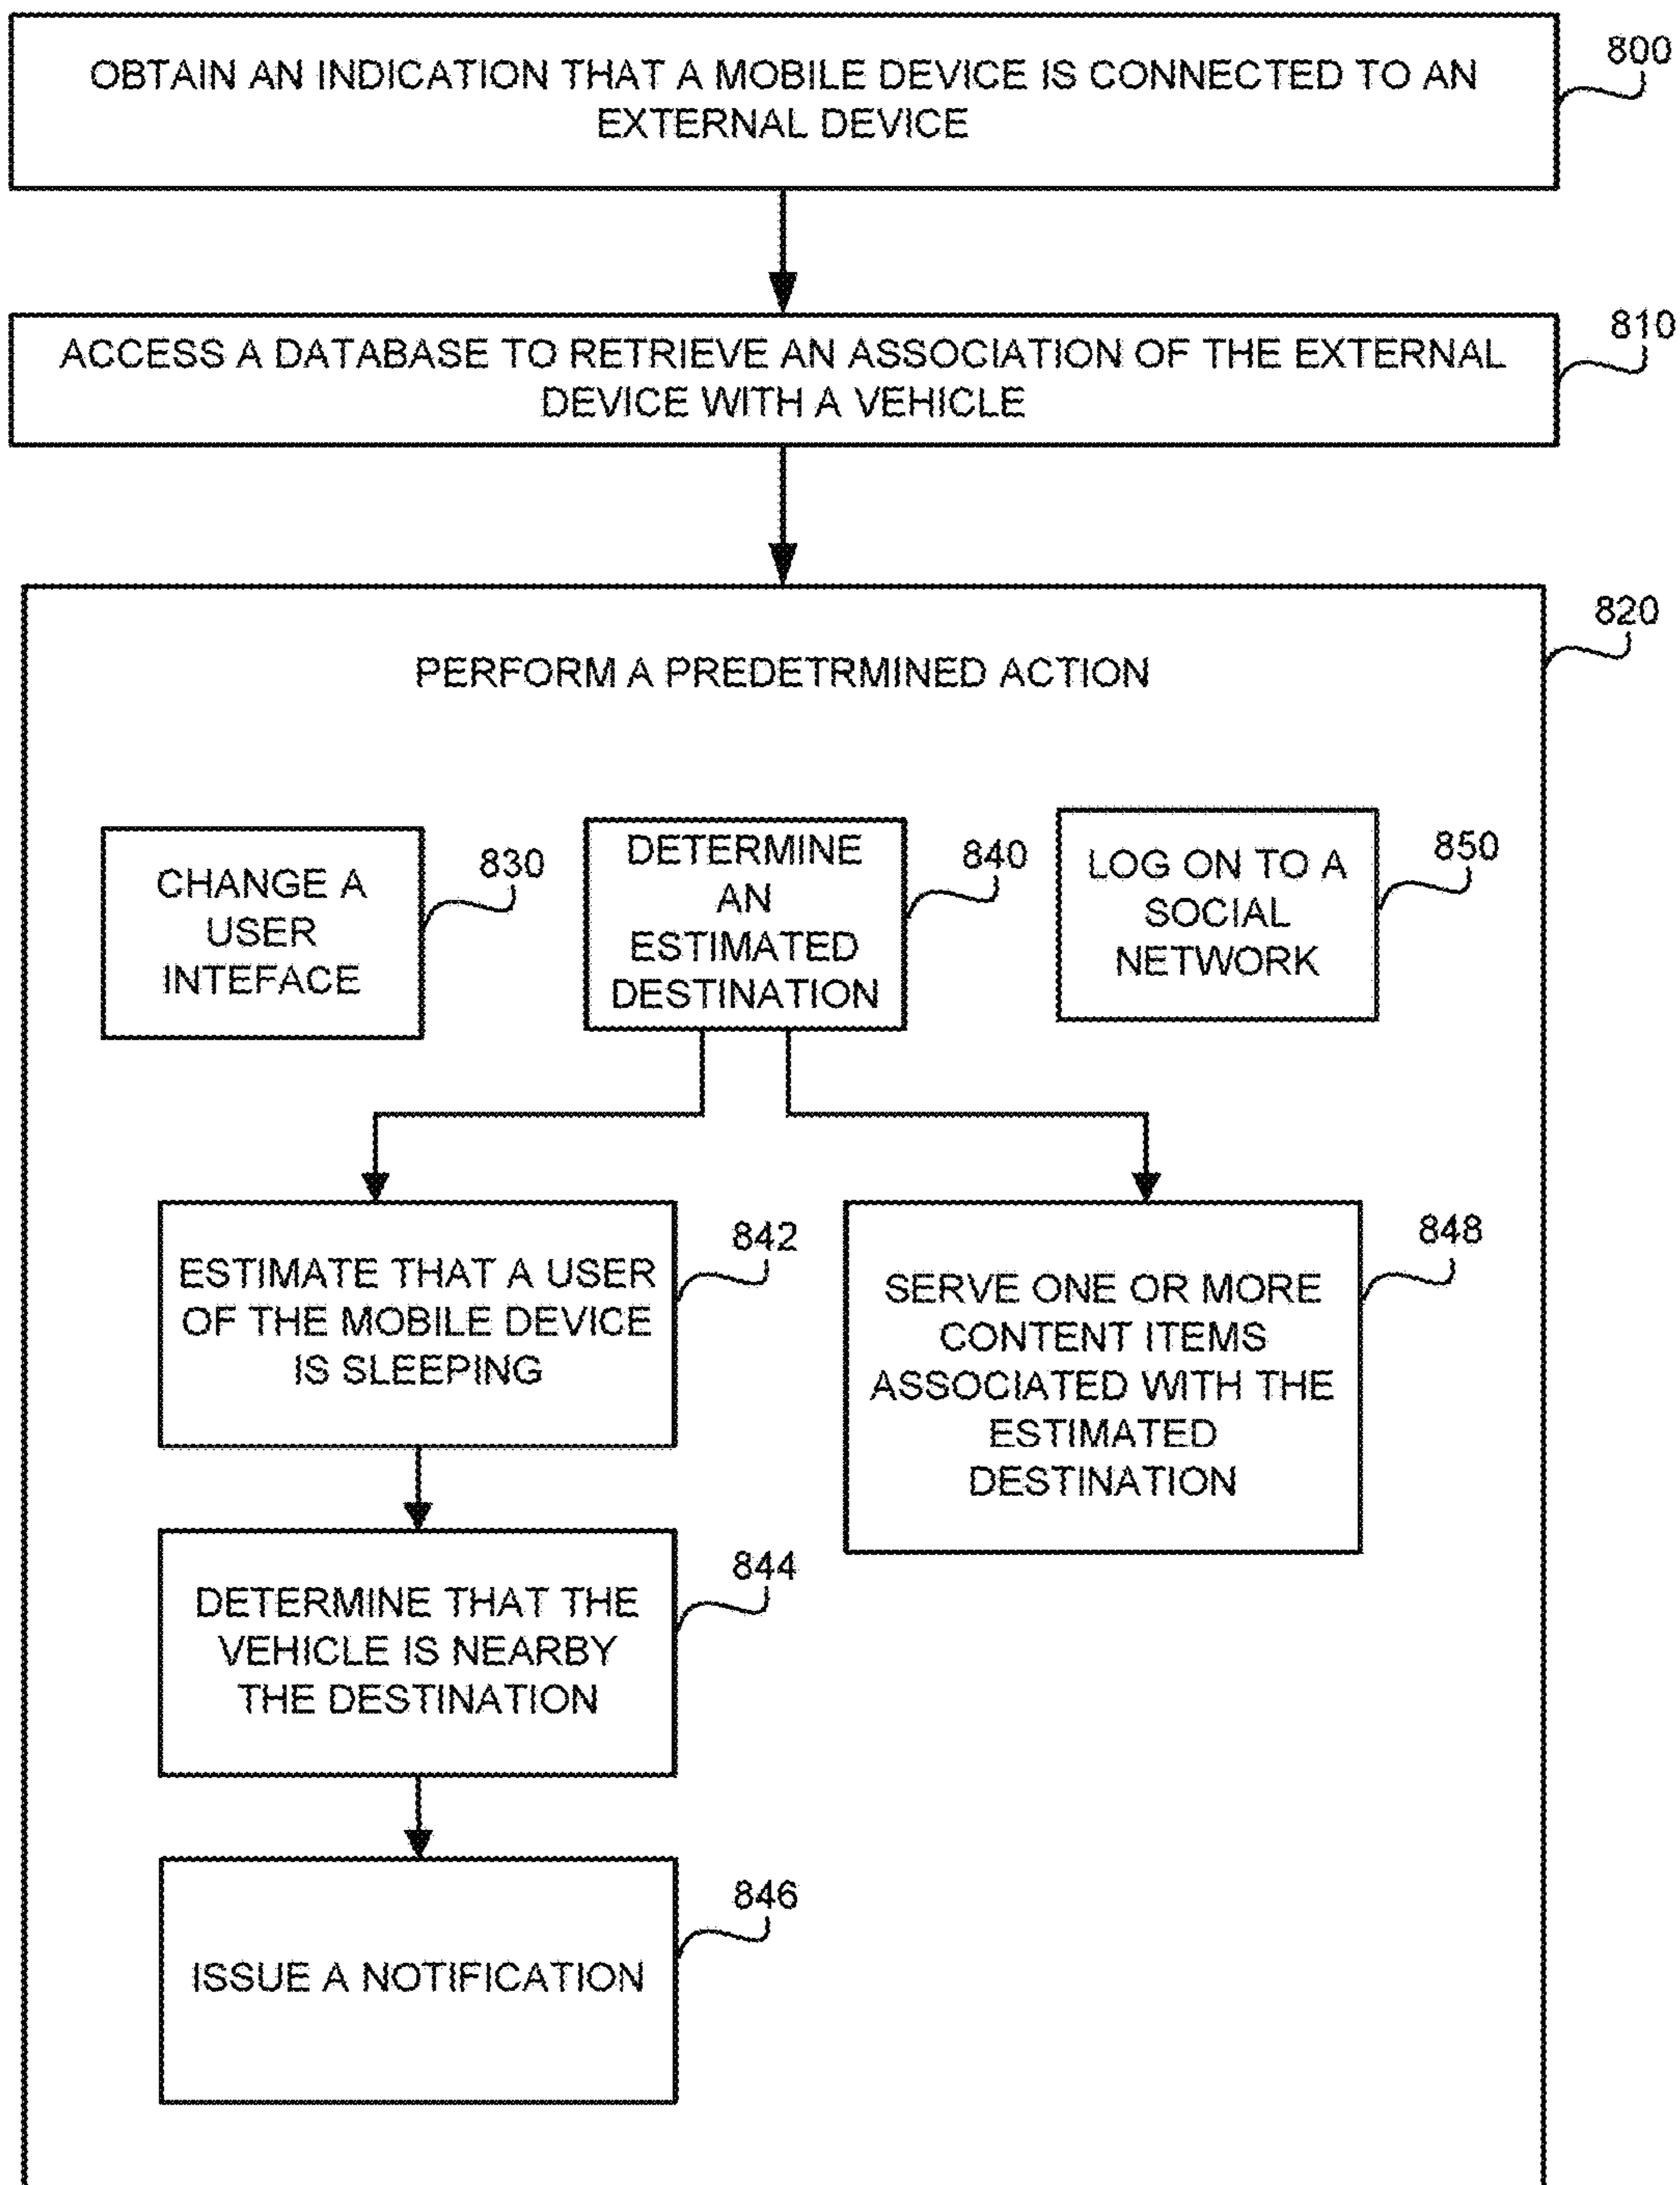 800
OBTAIN AN INDICATION THAT A MOBILE DEVICE IS CONNECTED TO AN
EXTERNAL DEVICE
810
ACCESS A DATABASE TO RETRIEVE AN ASSOCIATION OF THE EXTERNAL
DEVICE WITH A VEHICLE
820
PERFORM A PREDETRMINED ACTION
CHANGE A
USER
INTEFACE
830
DETERMINE
AN
ESTIMATED
DESTINATION
840
LOG ON TO A
SOCIAL
NETWORK
850
ESTIMATE THAT A USER
OF THE MOBILE DEVICE
IS SLEEPING
842
SERVE ONE OR MORE
CONTENT ITEMS
ASSOCIATED WITH THE
ESTIMATED
DESTINATION
848
DETERMINE THAT THE
VEHICLE IS NEARBY
THE DESTINATION
844
ISSUE A NOTIFICATION
846